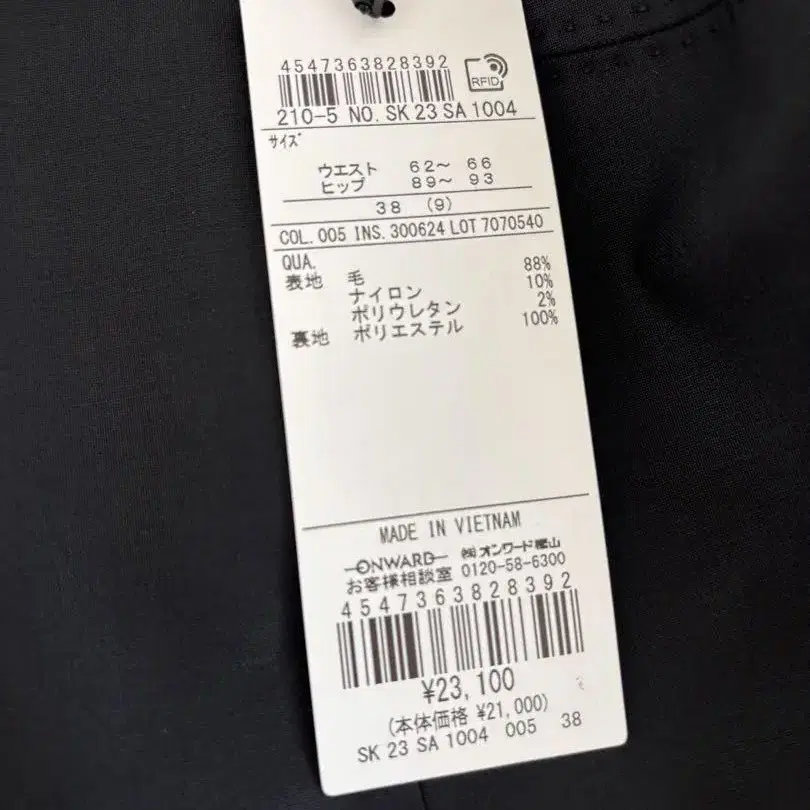 4547363828392
RFID
210-5 NO. SK 23 SA 1004
サイズ
ウエスト 62〜 66
ヒップ 89〜 93
38 (9)
COL. 005 INS. 300624 LOT 7070540
QUA.
表地 毛 88%
ナイロン 10%
ポリウレタン 2%
裏地 ポリエステル 100%
MADE IN VIETNAM
ONWARD ㈱オンワード樫山
お客様相談室 0120-58-6300
4547363828392
¥23,100
(本体価格 ¥21,000)
SK 23 SA 1004 005 38